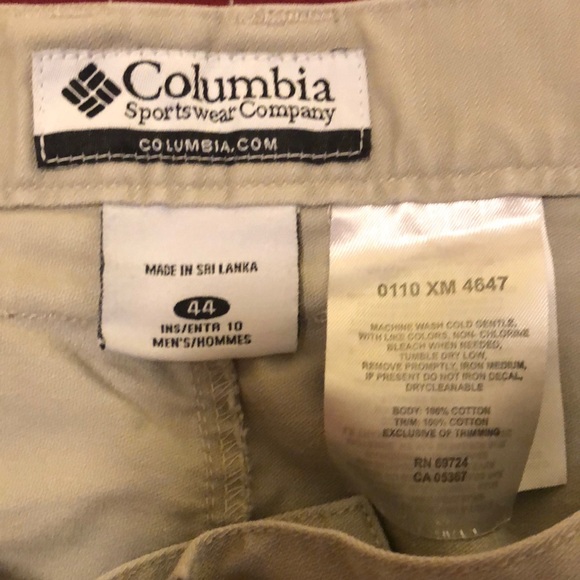 Columbia
Sportswear Company
COLUMBIA.COM
MADE IN SRI LANKA
44
INS/ENTR 10
MEN'S/HOMMES
0110 XM 4647
MACHINE WASH COLD GENTLE,
WITH LIKE COLORS, NON- CHLORINE
BLEACH WHEN NEEDED,
TUMBLE DRY LOW,
REMOVE PROMPTLY, IRON MEDIUM,
IF PRESENT DO NOT IRON DECAL,
DRYCLEANABLE
BODY: 100% COTTON
TRIM: 100% COTTON
EXCLUSIVE OF TRIMMING
RN 69724
CA 05367